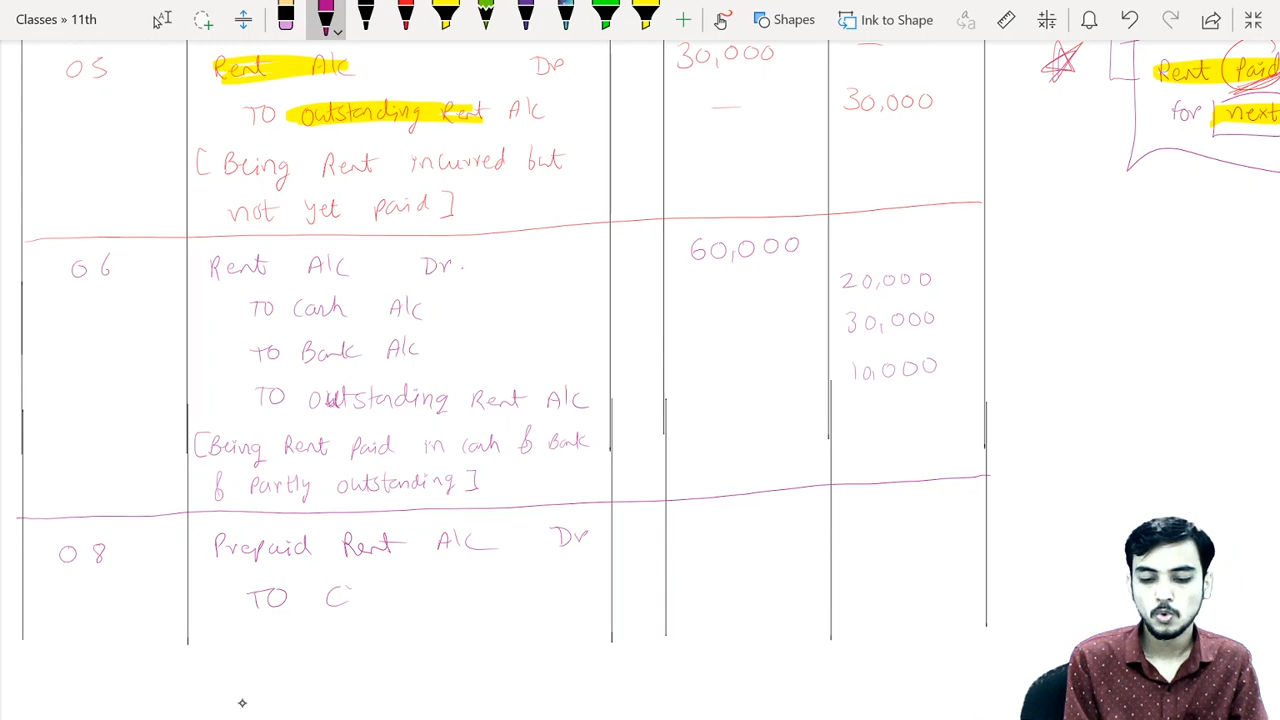 Classes » 11th
Shapes
Ink to Shape
05 Rent A/c Dr 30,000 —
TO Outstanding Rent A/c — 30,000
[Being Rent incurred but
not yet paid]
06 Rent A/c Dr. 60,000
TO Cash A/c 20,000
TO Bank A/c 30,000
TO Outstanding Rent A/c 10,000
[Being Rent Paid in cash & Bank
& Partly outstanding]
08 Prepaid Rent A/c Dr
TO C
Rent Paid
for next